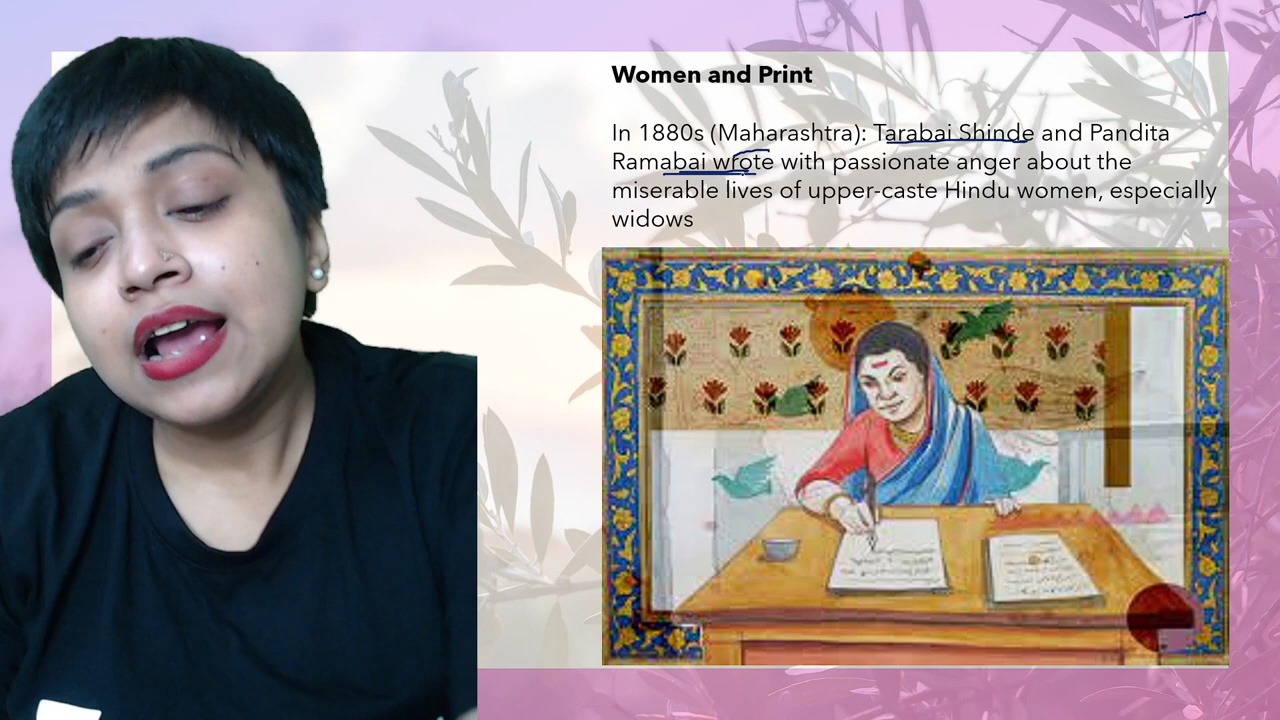 Women and Print
In 1880s (Maharashtra): Tarabai Shinde and Pandita
Ramabai wrote with passionate anger about the
miserable lives of upper-caste Hindu women, especially
widows